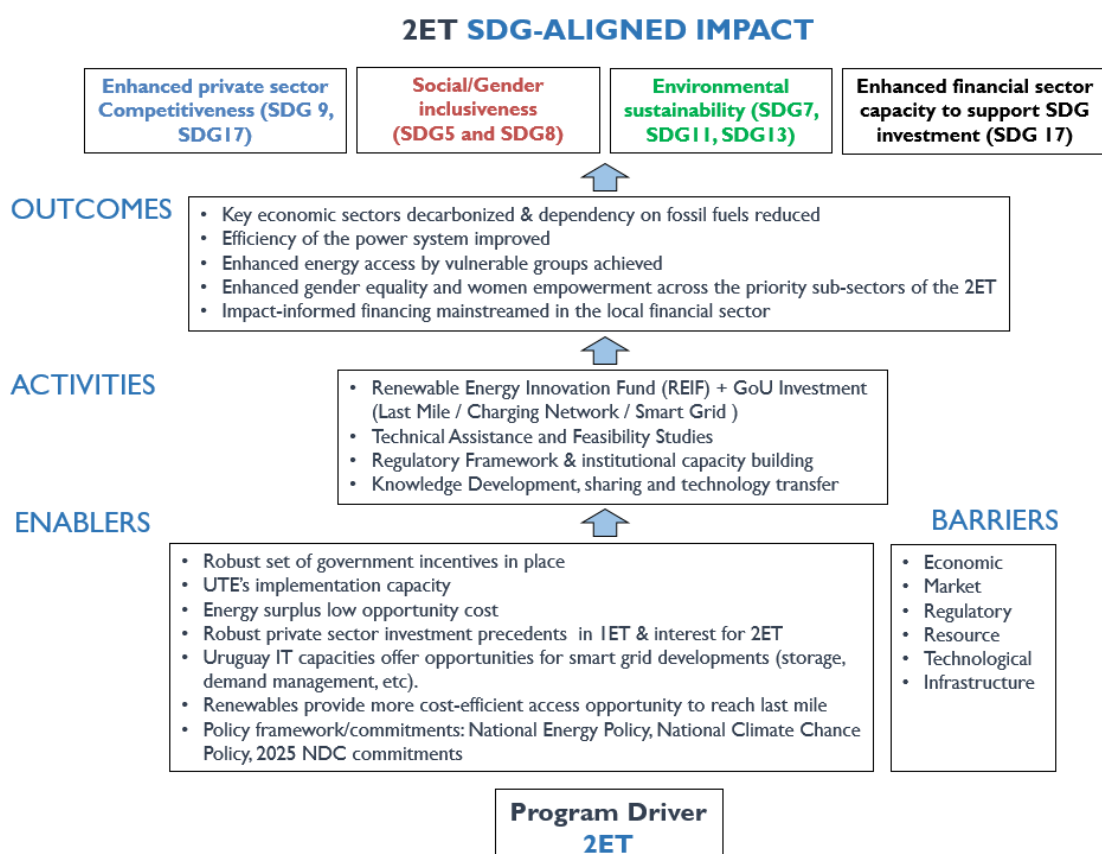 2ET SDG-ALIGNED IMPACT
Enhanced private sector
Competitiveness (SDG 9,
SDG17)
Social/Gender
inclusiveness
(SDG5 and SDG8)
Environmental
sustainability (SDG7,
SDG11, SDG13)
Enhanced financial sector
capacity to support SDG
investment (SDG 17)
OUTCOMES
• Key economic sectors decarbonized & dependency on fossil fuels reduced
• Efficiency of the power system improved
• Enhanced energy access by vulnerable groups achieved
• Enhanced gender equality and women empowerment across the priority sub-sectors of the 2ET
• Impact-informed financing mainstreamed in the local financial sector
ACTIVITIES
• Renewable Energy Innovation Fund (REIF) + GoU Investment
(Last Mile / Charging Network / Smart Grid )
• Technical Assistance and Feasibility Studies
• Regulatory Framework & institutional capacity building
• Knowledge Development, sharing and technology transfer
ENABLERS
• Robust set of government incentives in place
• UTE's implementation capacity
• Energy surplus low opportunity cost
• Robust private sector investment precedents in 1ET & interest for 2ET
• Uruguay IT capacities offer opportunities for smart grid developments (storage,
demand management, etc).
• Renewables provide more cost-efficient access opportunity to reach last mile
• Policy framework/commitments: National Energy Policy, National Climate Chance
Policy, 2025 NDC commitments
BARRIERS
• Economic
• Market
• Regulatory
• Resource
• Technological
• Infrastructure
Program Driver
2ET